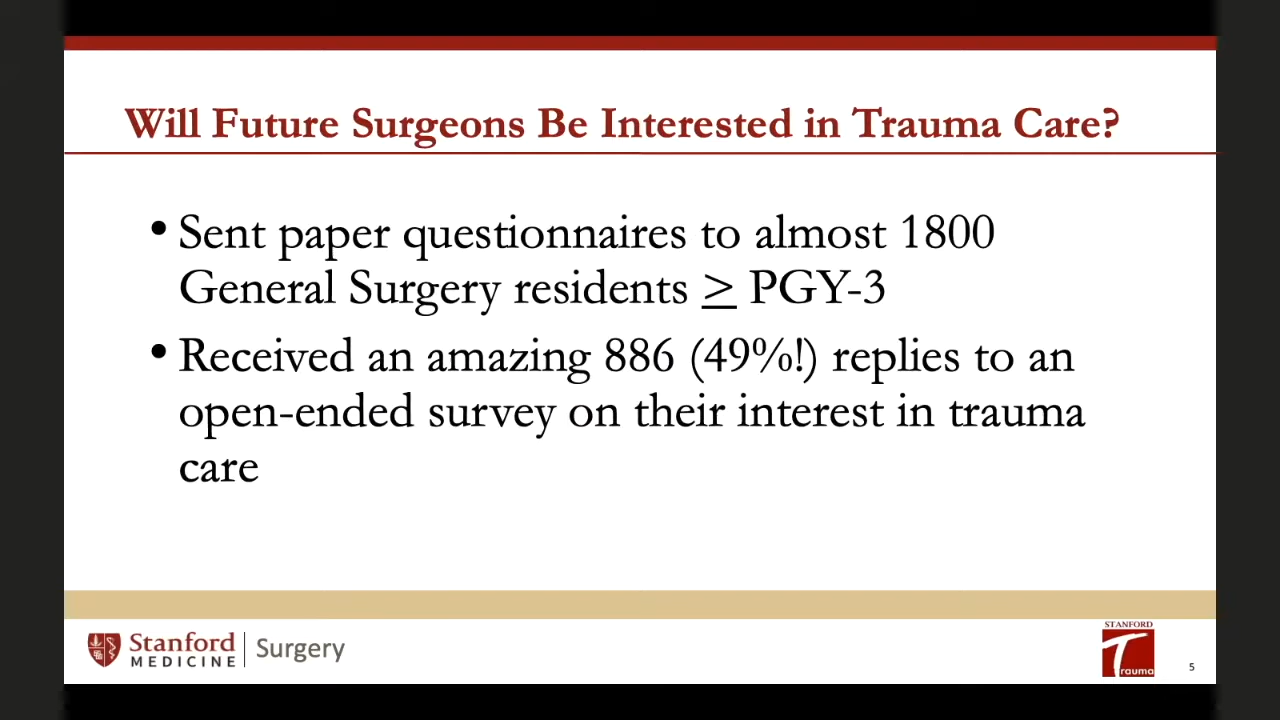 Will Future Surgeons Be Interested in Trauma Care?
• Sent paper questionnaires to almost 1800
General Surgery residents ≥ PGY-3
• Received an amazing 886 (49%!) replies to an
open-ended survey on their interest in trauma
care
Stanford
MEDICINE
Surgery
STANFORD
Trauma
5